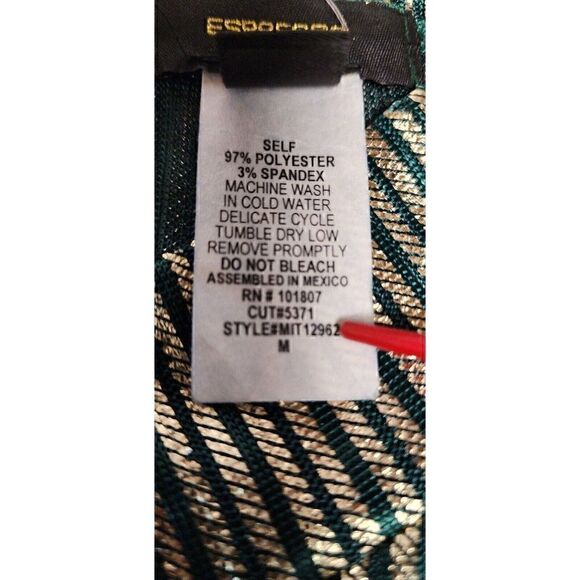 SELF
97% POLYESTER
3% SPANDEX
MACHINE WASH
IN COLD WATER
DELICATE CYCLE
TUMBLE DRY LOW
REMOVE PROMPTLY
DO NOT BLEACH
ASSEMBLED IN MEXICO
RN # 101807
CUT#5371
STYLE#MIT12962
M